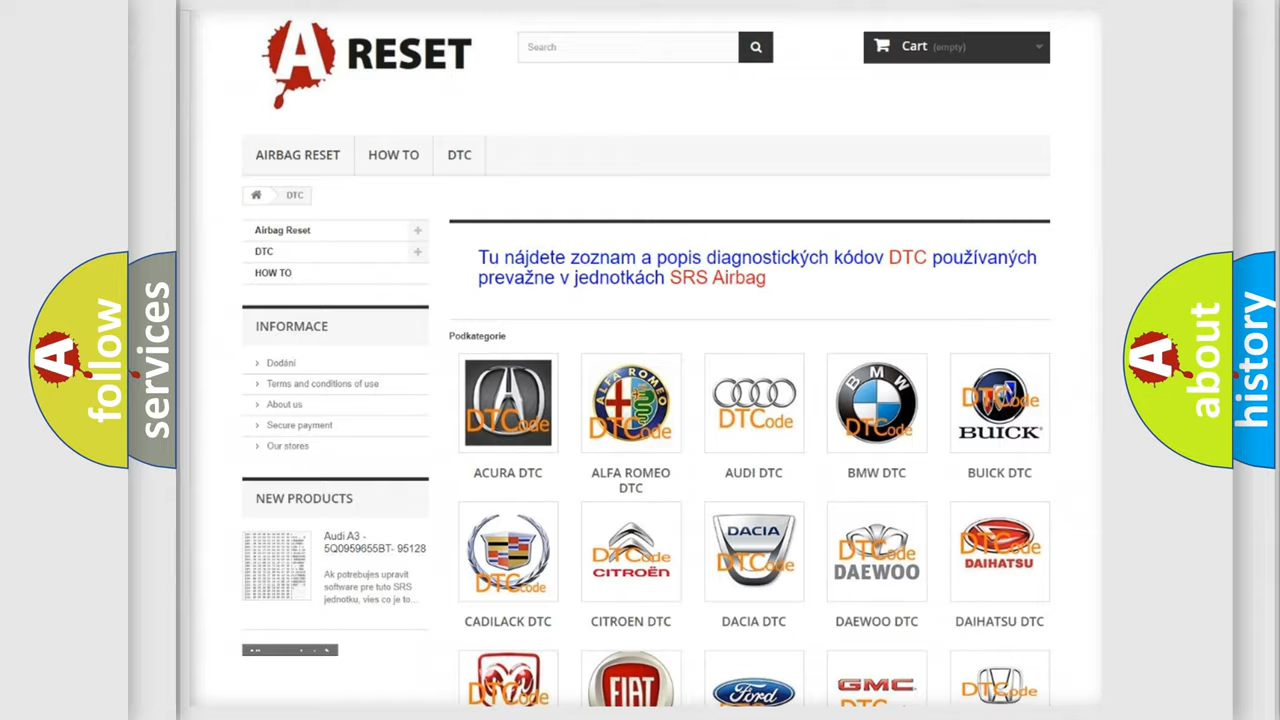 A RESET
Search
Cart (empty)
AIRBAG RESET
HOW TO
DTC
DTC
Airbag Reset
DTC
HOW TO
INFORMACE
Dodání
Terms and conditions of use
About us
Secure payment
Our stores
NEW PRODUCTS
Audi A3 -
5Q0959655BT- 95128
Ak potrebujes upravit
software pre tuto SRS
jednotku, vies co je to...
Tu nájdete zoznam a popis diagnostických kódov DTC používaných
prevažne v jednotkách SRS Airbag
Podkategorie
DTCode
ALFA ROMEO
DTCode
DTCode
BMW
DTCode
DTCode
BUICK
ACURA DTC
ALFA ROMEO
DTC
AUDI DTC
BMW DTC
BUICK DTC
DTCode
DTCode
CITROËN
DACIA
DTCode
DTCode
DAEWOO
DTCode
DAIHATSU
CADILACK DTC
CITROEN DTC
DACIA DTC
DAEWOO DTC
DAIHATSU DTC
DTCode
FIAT
Ford
GMC
DTCode
A follow
services
A about
history